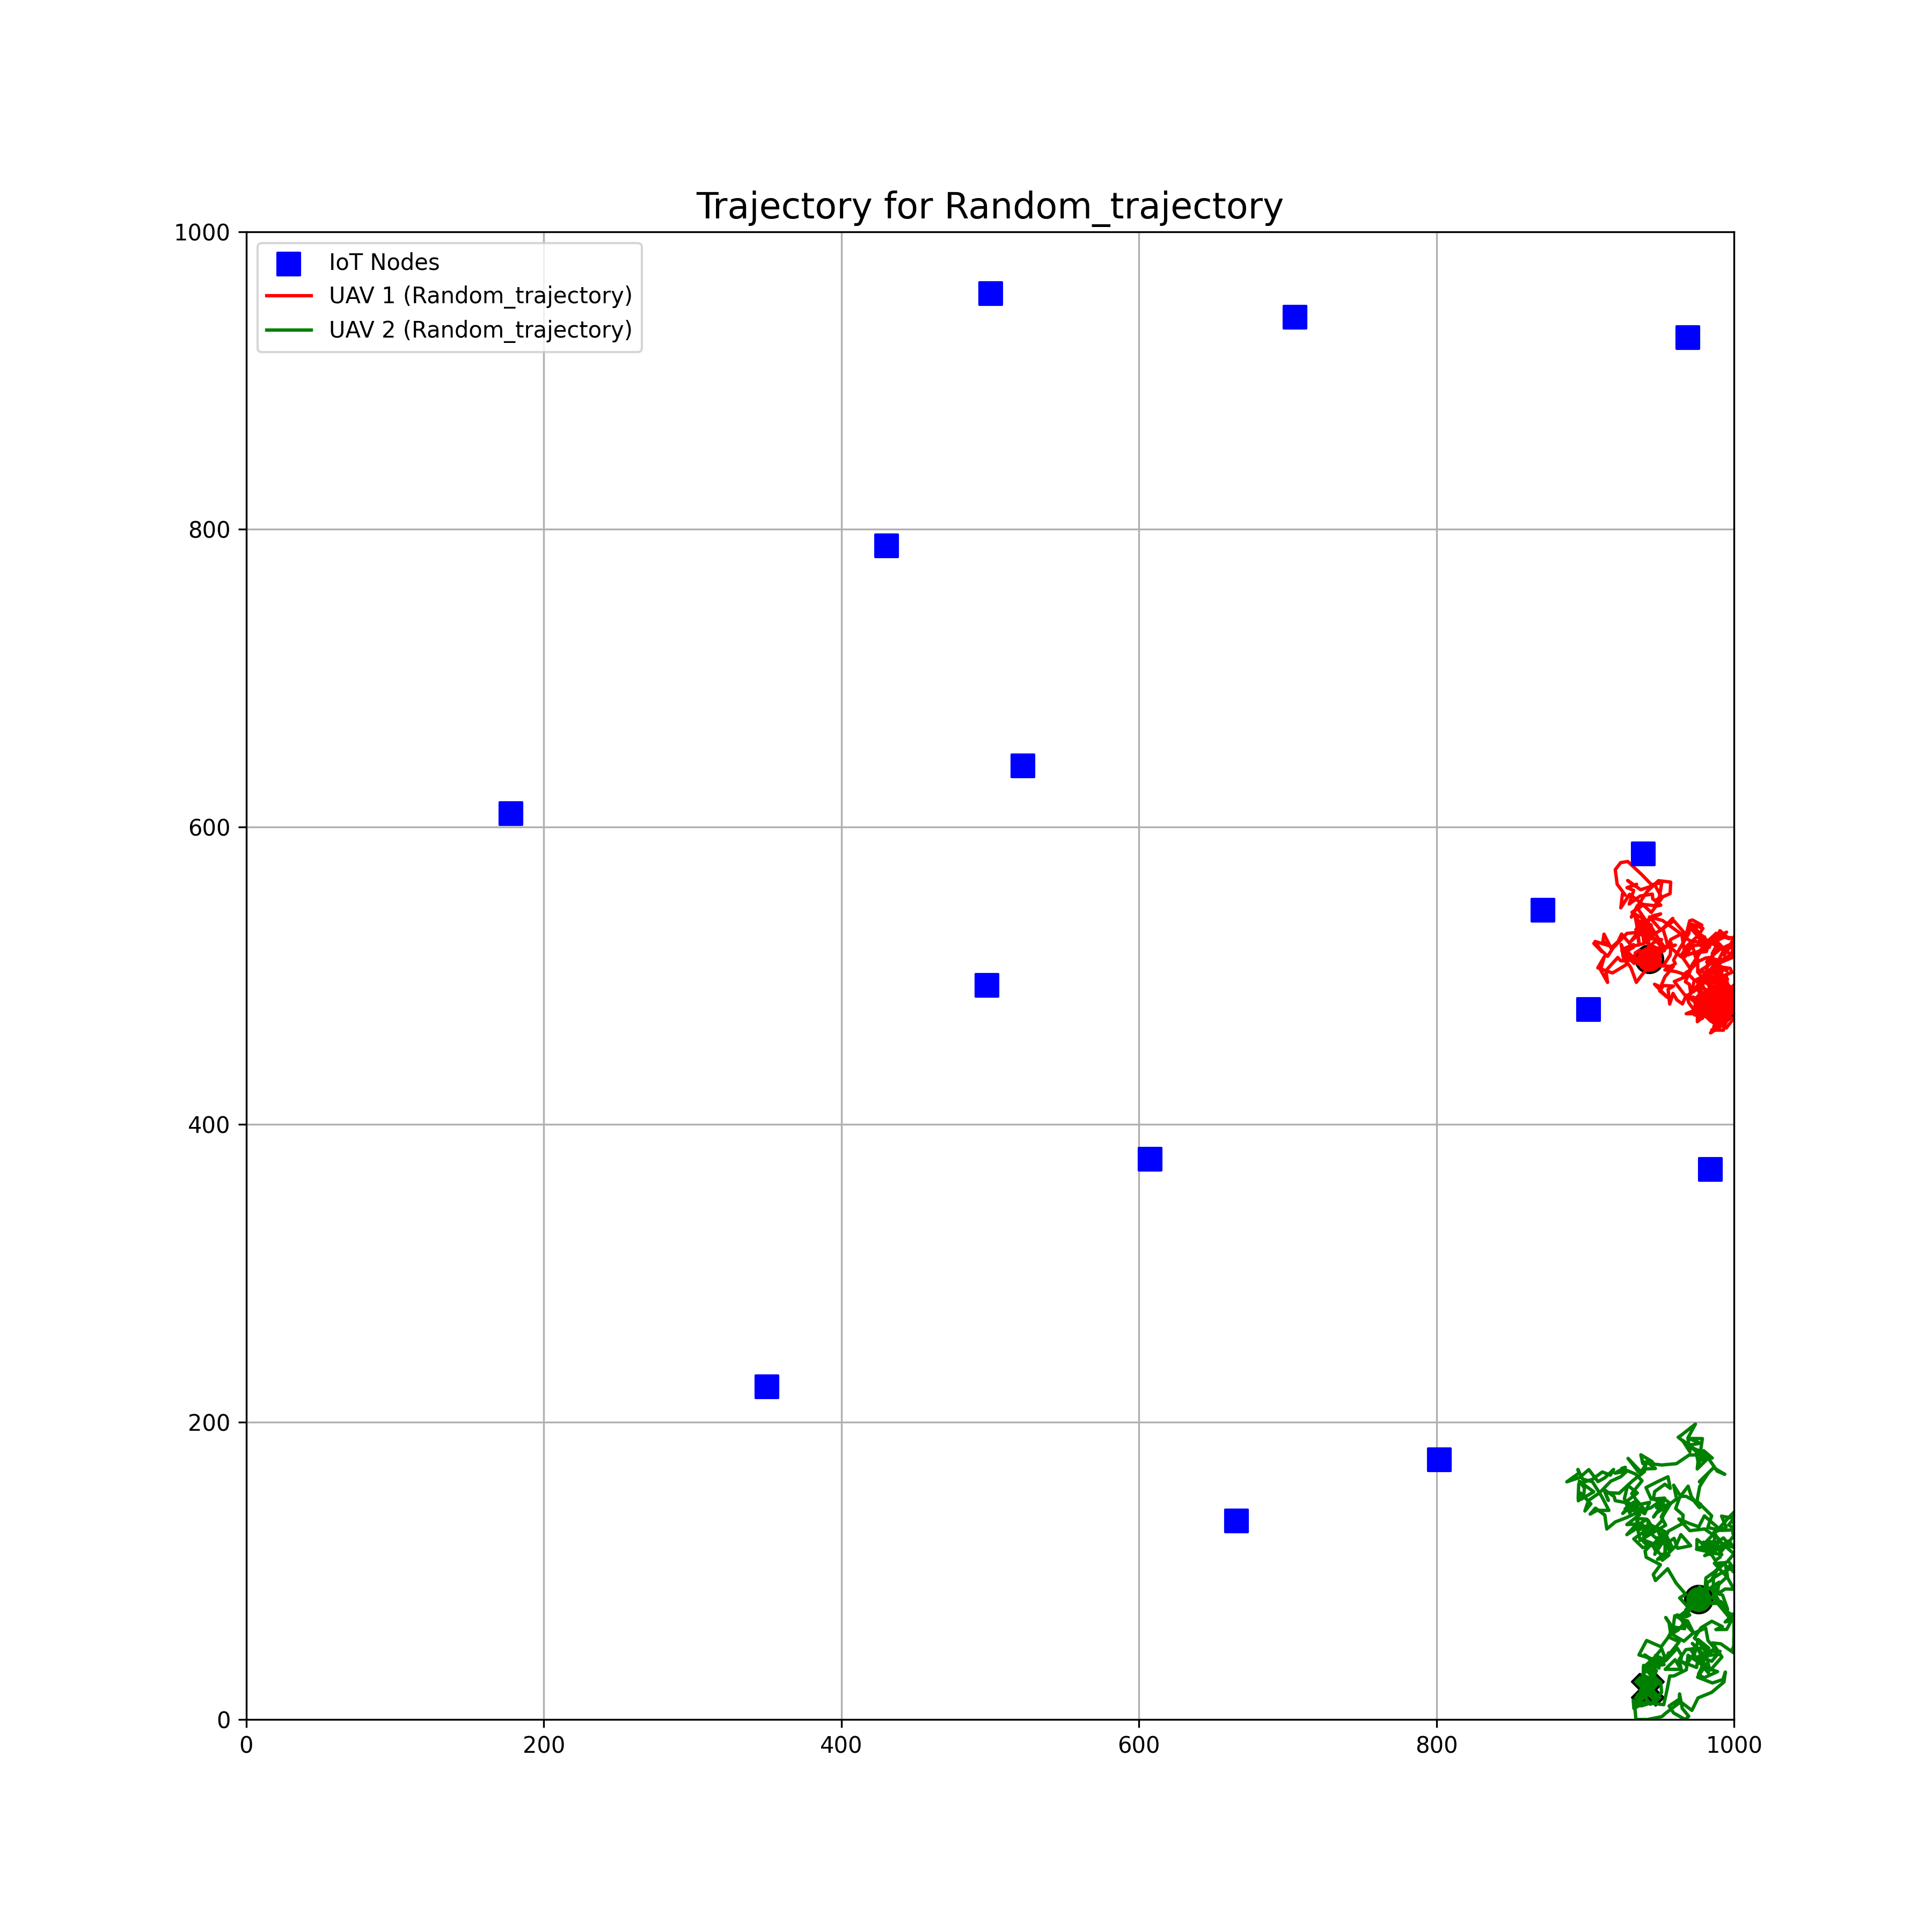 Trajectory for Random_trajectory
1000
IoT Nodes
UAV 1 (Random_trajectory)
UAV 2 (Random_trajectory)
800
600
400
200
0
0 200 400 600 800 1000